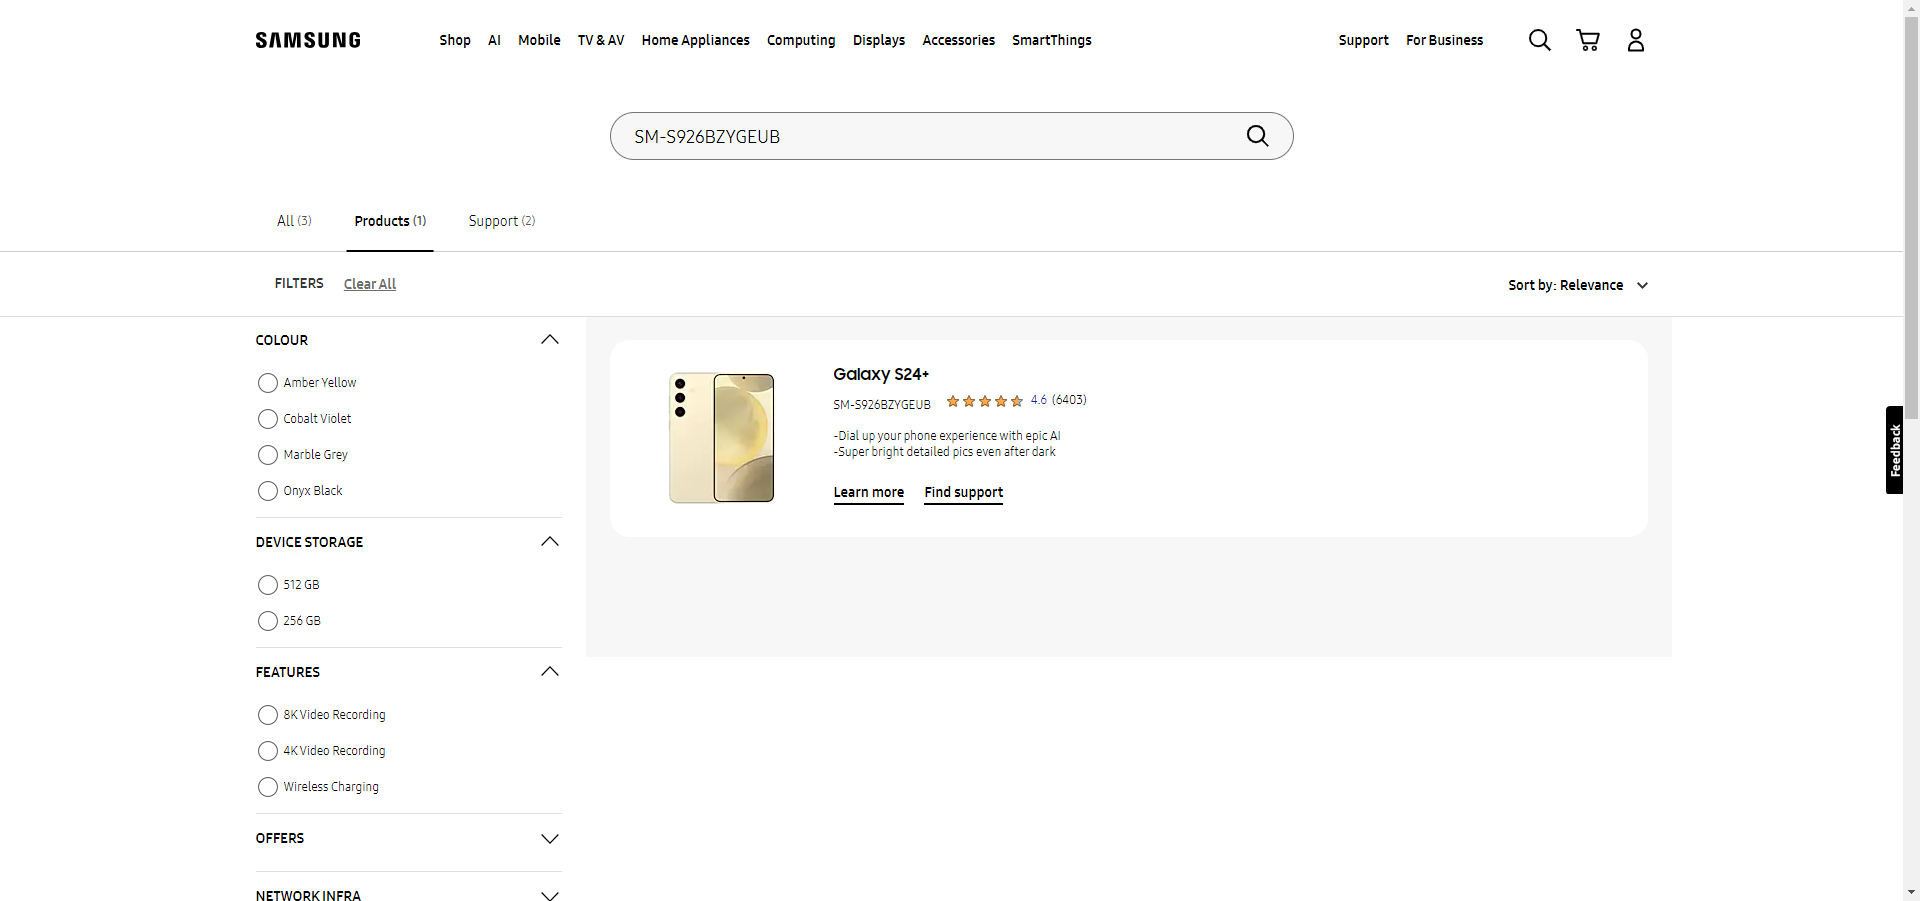 SAMSUNG Shop AI Mobile TV & AV Home Appliances Computing Displays Accessories SmartThings Support For Business
SM-S926BZYGEUB
All (3) Products (1) Support (2)
FILTERS Clear All Sort by: Relevance
COLOUR
Amber Yellow
Cobalt Violet
Marble Grey
Onyx Black
DEVICE STORAGE
512 GB
256 GB
FEATURES
8K Video Recording
4K Video Recording
Wireless Charging
OFFERS
NETWORK INFRA
Galaxy S24+
SM-S926BZYGEUB 4.6 (6403)
-Dial up your phone experience with epic AI
-Super bright detailed pics even after dark
Learn more Find support
Feedback